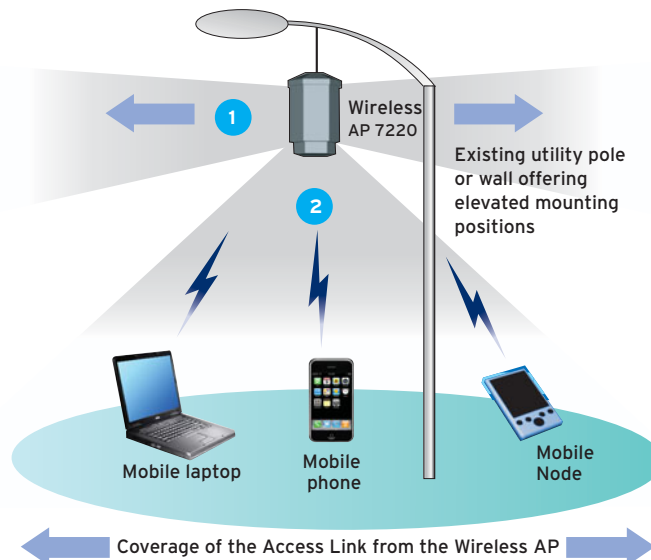 1
Wireless
AP 7220
Existing utility pole
or wall offering
elevated mounting
positions
2
Mobile laptop
Mobile
phone
Mobile
Node
Coverage of the Access Link from the Wireless AP